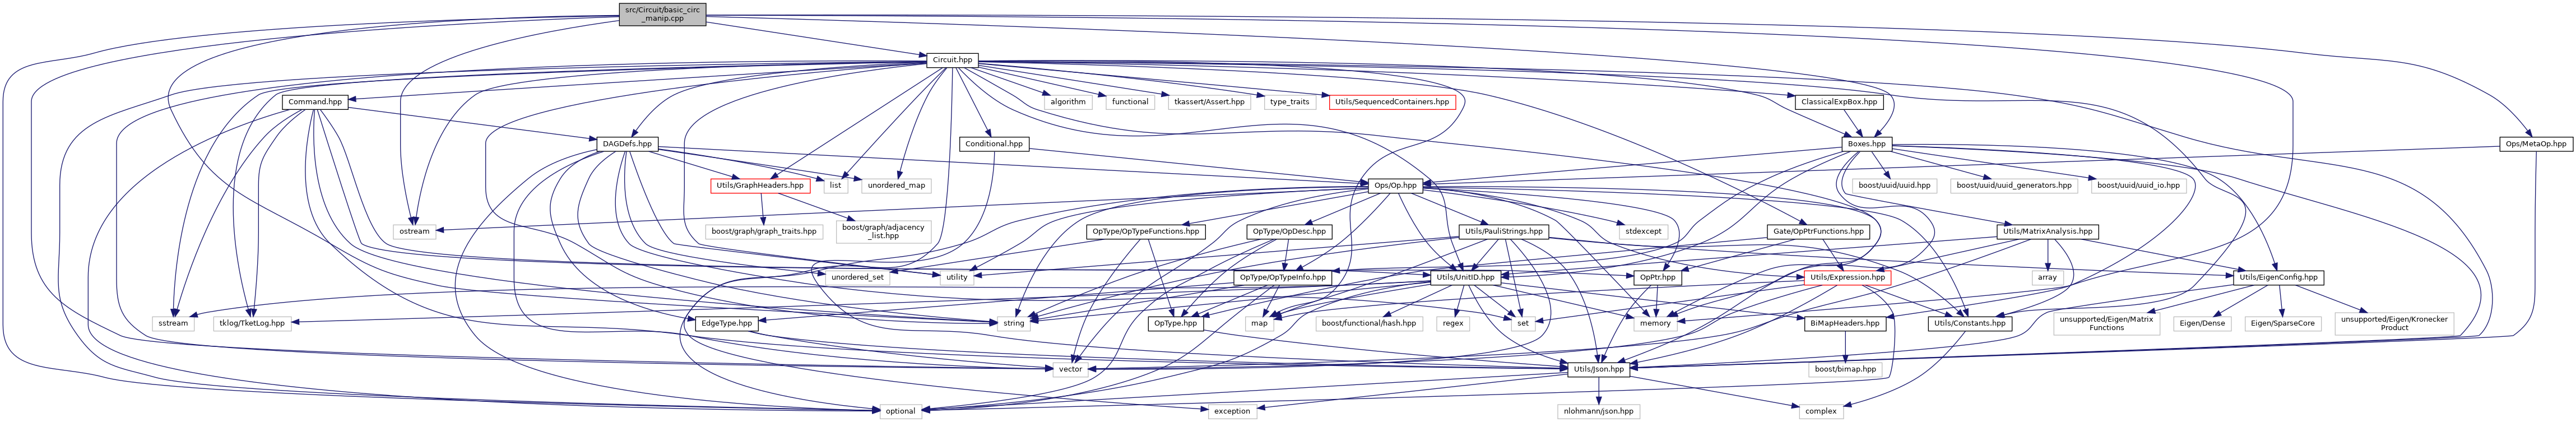 src/Circuit/basic_circ
_manip.cpp
Circuit.hpp
Command.hpp
algorithm
functional
tkassert/Assert.hpp
type_traits
Utils/SequencedContainers.hpp
ClassicalExpBox.hpp
DAGDefs.hpp
Conditional.hpp
Boxes.hpp
Ops/MetaOp.hpp
Utils/GraphHeaders.hpp
list
unordered_map
Ops/Op.hpp
boost/uuid/uuid.hpp
boost/uuid/uuid_generators.hpp
boost/uuid/uuid_io.hpp
ostream
boost/graph/graph_traits.hpp
boost/graph/adjacency
_list.hpp
OpType/OpTypeFunctions.hpp
OpType/OpDesc.hpp
Utils/PauliStrings.hpp
stdexcept
Gate/OpPtrFunctions.hpp
Utils/MatrixAnalysis.hpp
unordered_set
utility
OpType/OpTypeInfo.hpp
Utils/UnitID.hpp
OpPtr.hpp
Utils/Expression.hpp
array
Utils/EigenConfig.hpp
sstream
tklog/TketLog.hpp
EdgeType.hpp
string
OpType.hpp
map
boost/functional/hash.hpp
regex
set
memory
BiMapHeaders.hpp
Utils/Constants.hpp
unsupported/Eigen/Matrix
Functions
Eigen/Dense
Eigen/SparseCore
unsupported/Eigen/Kronecker
Product
vector
Utils/Json.hpp
boost/bimap.hpp
optional
exception
nlohmann/json.hpp
complex